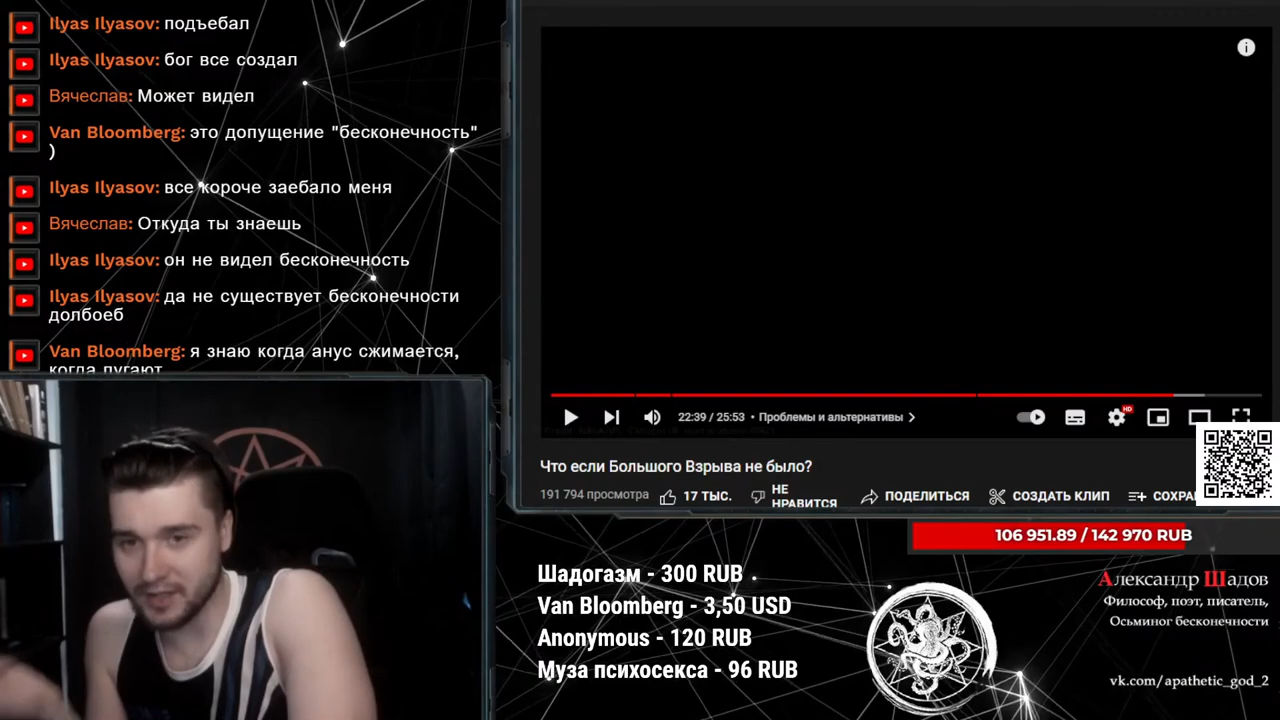 Ilyas Ilyasov: подъебал
Ilyas Ilyasov: бог все создал
Вячеслав: Может видел
Van Bloomberg: это допущение "бесконечность"
)
Ilyas Ilyasov: все короче заебало меня
Вячеслав: Откуда ты знаешь
Ilyas Ilyasov: он не видел бесконечность
Ilyas Ilyasov: да не существует бесконечности
долбоеб
Van Bloomberg: я знаю когда анус сжимается,
когда пугают
22:39 / 25:53 • Проблемы и альтернативы
HD
Что если Большого Взрыва не было?
191 794 просмотра
17 ТЫС.
НЕ
НРАВИТСЯ
ПОДЕЛИТЬСЯ
СОЗДАТЬ КЛИП
106 951.89 / 142 970 RUB
Шадогазм - 300 RUB
Van Bloomberg - 3,50 USD
Anonymous - 120 RUB
Муза психосекса - 96 RUB
Александр Шадов
Философ, поэт, писатель,
Осьминог бесконечности
vk.com/apathetic_god_2